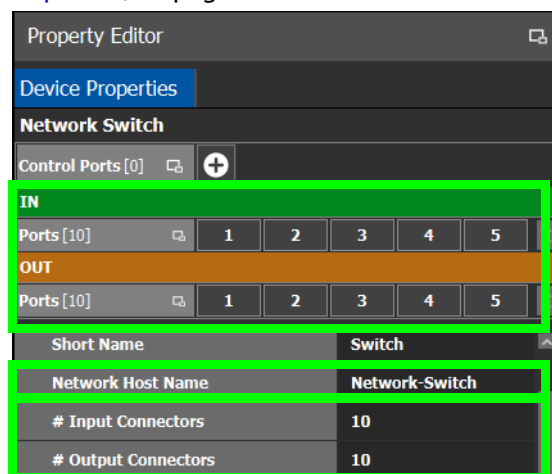 Property Editor
Device Properties
Network Switch
Control Ports [0]
IN
Ports [10] 1 2 3 4 5
OUT
Ports [10] 1 2 3 4 5
Short Name Switch
Network Host Name Network-Switch
# Input Connectors 10
# Output Connectors 10